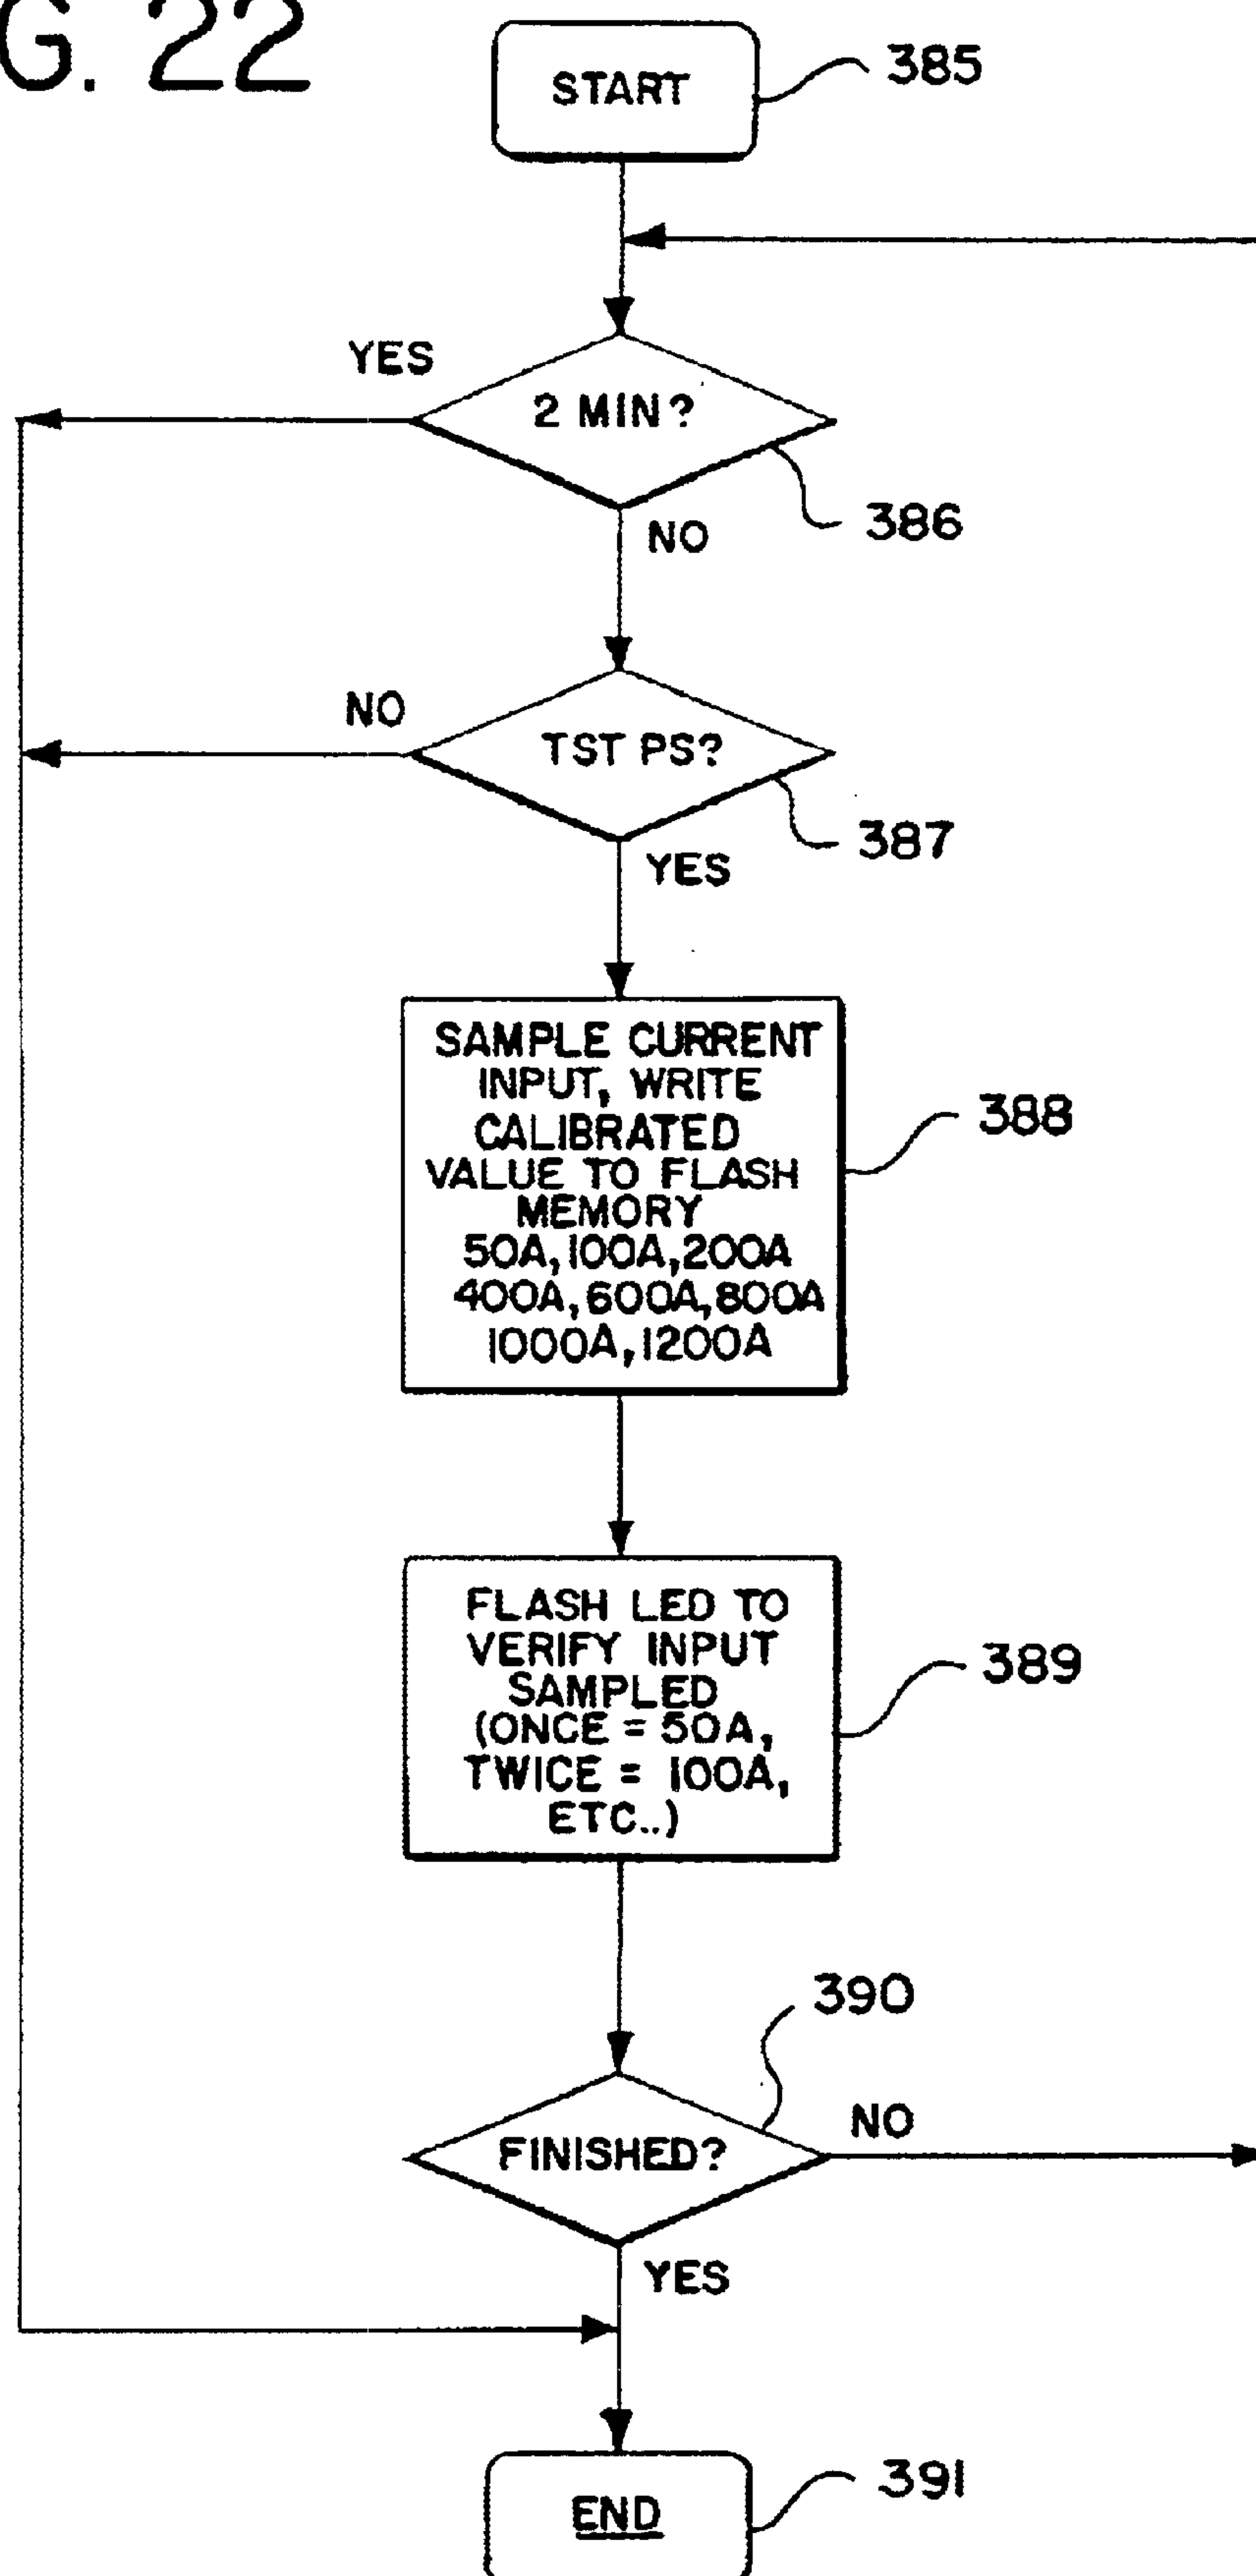 G. 22
START
385
YES
2 MIN?
386
NO
NO
TST PS?
387
YES
SAMPLE CURRENT
INPUT, WRITE
CALIBRATED
VALUE TO FLASH
MEMORY
50A, 100A, 200A
400A, 600A, 800A
1000A, 1200A
388
FLASH LED TO
VERIFY INPUT
SAMPLED
(ONCE = 50A,
TWICE = 100A,
ETC..)
389
390
FINISHED?
NO
YES
END
391